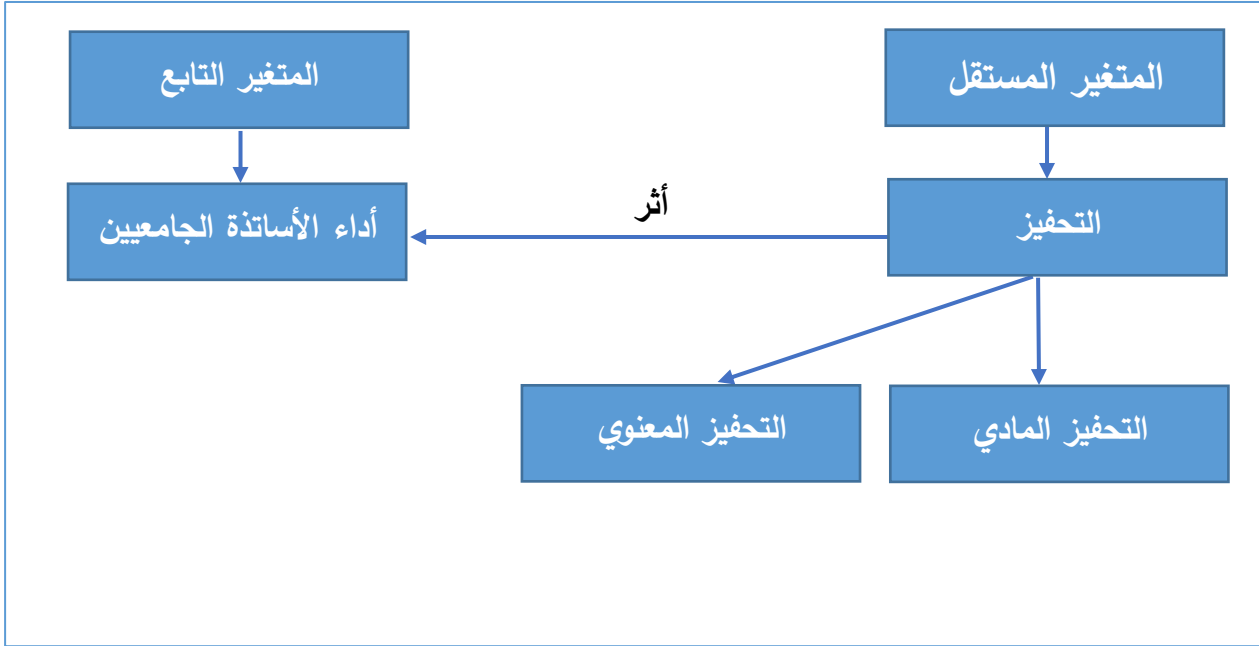 المتغير المستقل
المتغير التابع
التحفيز
أثر
أداء الأساتذة الجامعيين
التحفيز المادي
التحفيز المعنوي